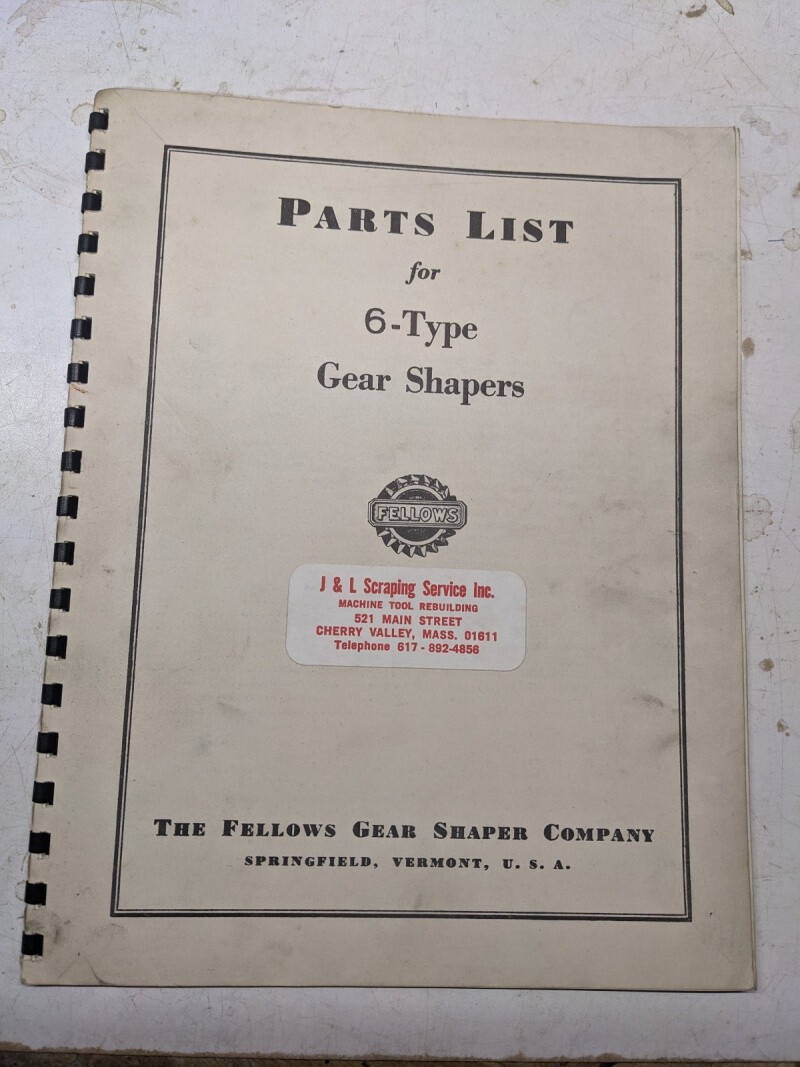 PARTS LIST
for
6-Type
Gear Shapers
FELLOWS
J & L Scraping Service Inc.
MACHINE TOOL REBUILDING
521 MAIN STREET
CHERRY VALLEY, MASS. 01611
Telephone 617 - 892-4856
THE FELLOWS GEAR SHAPER COMPANY
SPRINGFIELD, VERMONT, U. S. A.